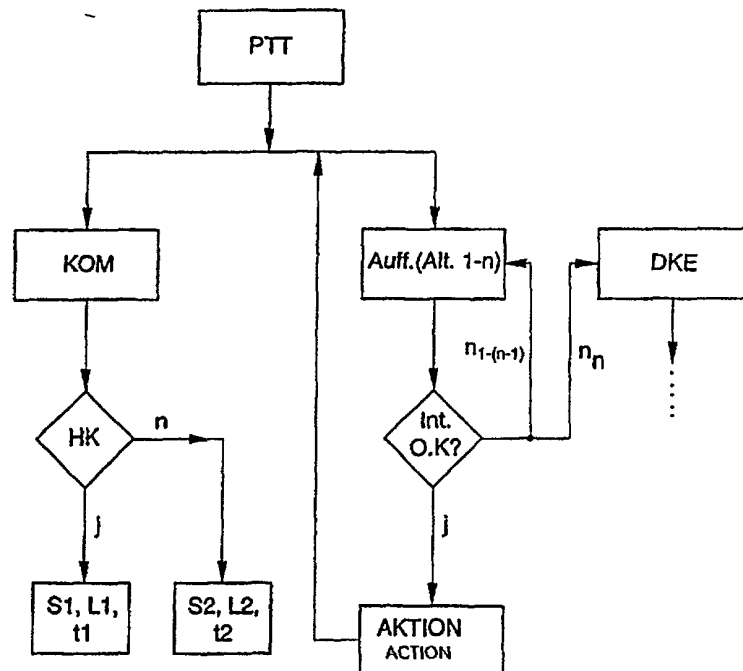 PTT
KOM
Auff.(Alt. 1-n)
DKE
n1-(n-1)
nn
HK
n
Int.
O.K?
j
j
S1, L1,
t1
S2, L2,
t2
AKTION
ACTION